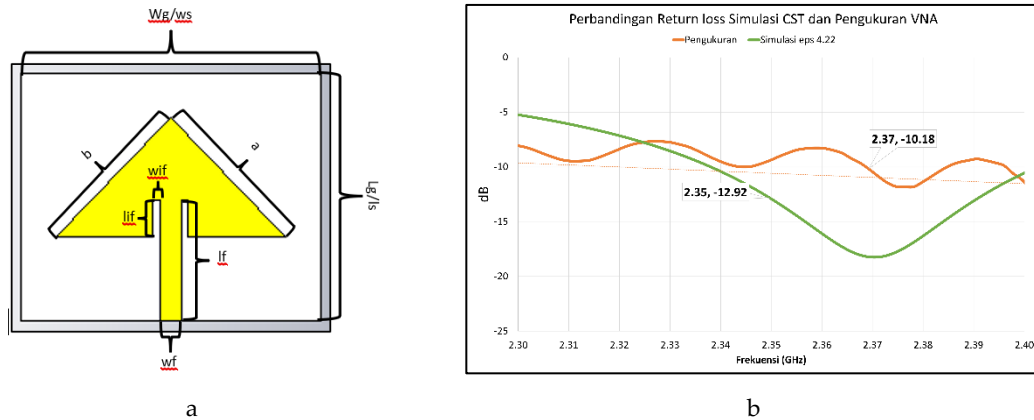 Wg/ws
b
a
wif
lif
lf
Lg/ls
wf
a
Perbandingan Return loss Simulasi CST dan Pengukuran VNA
Pengukuran
Simulasi eps 4.22
0
-5
-10
-15
-20
-25
dB
2.37, -10.18
2.35, -12.92
2.30 2.31 2.32 2.33 2.34 2.35 2.36 2.37 2.38 2.39 2.40
Frekuensi (GHz)
b